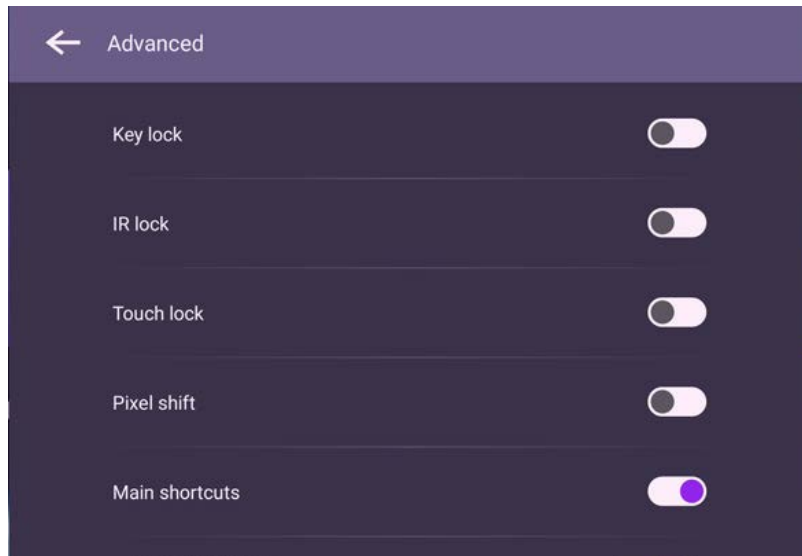 Advanced
Key lock
IR lock
Touch lock
Pixel shift
Main shortcuts